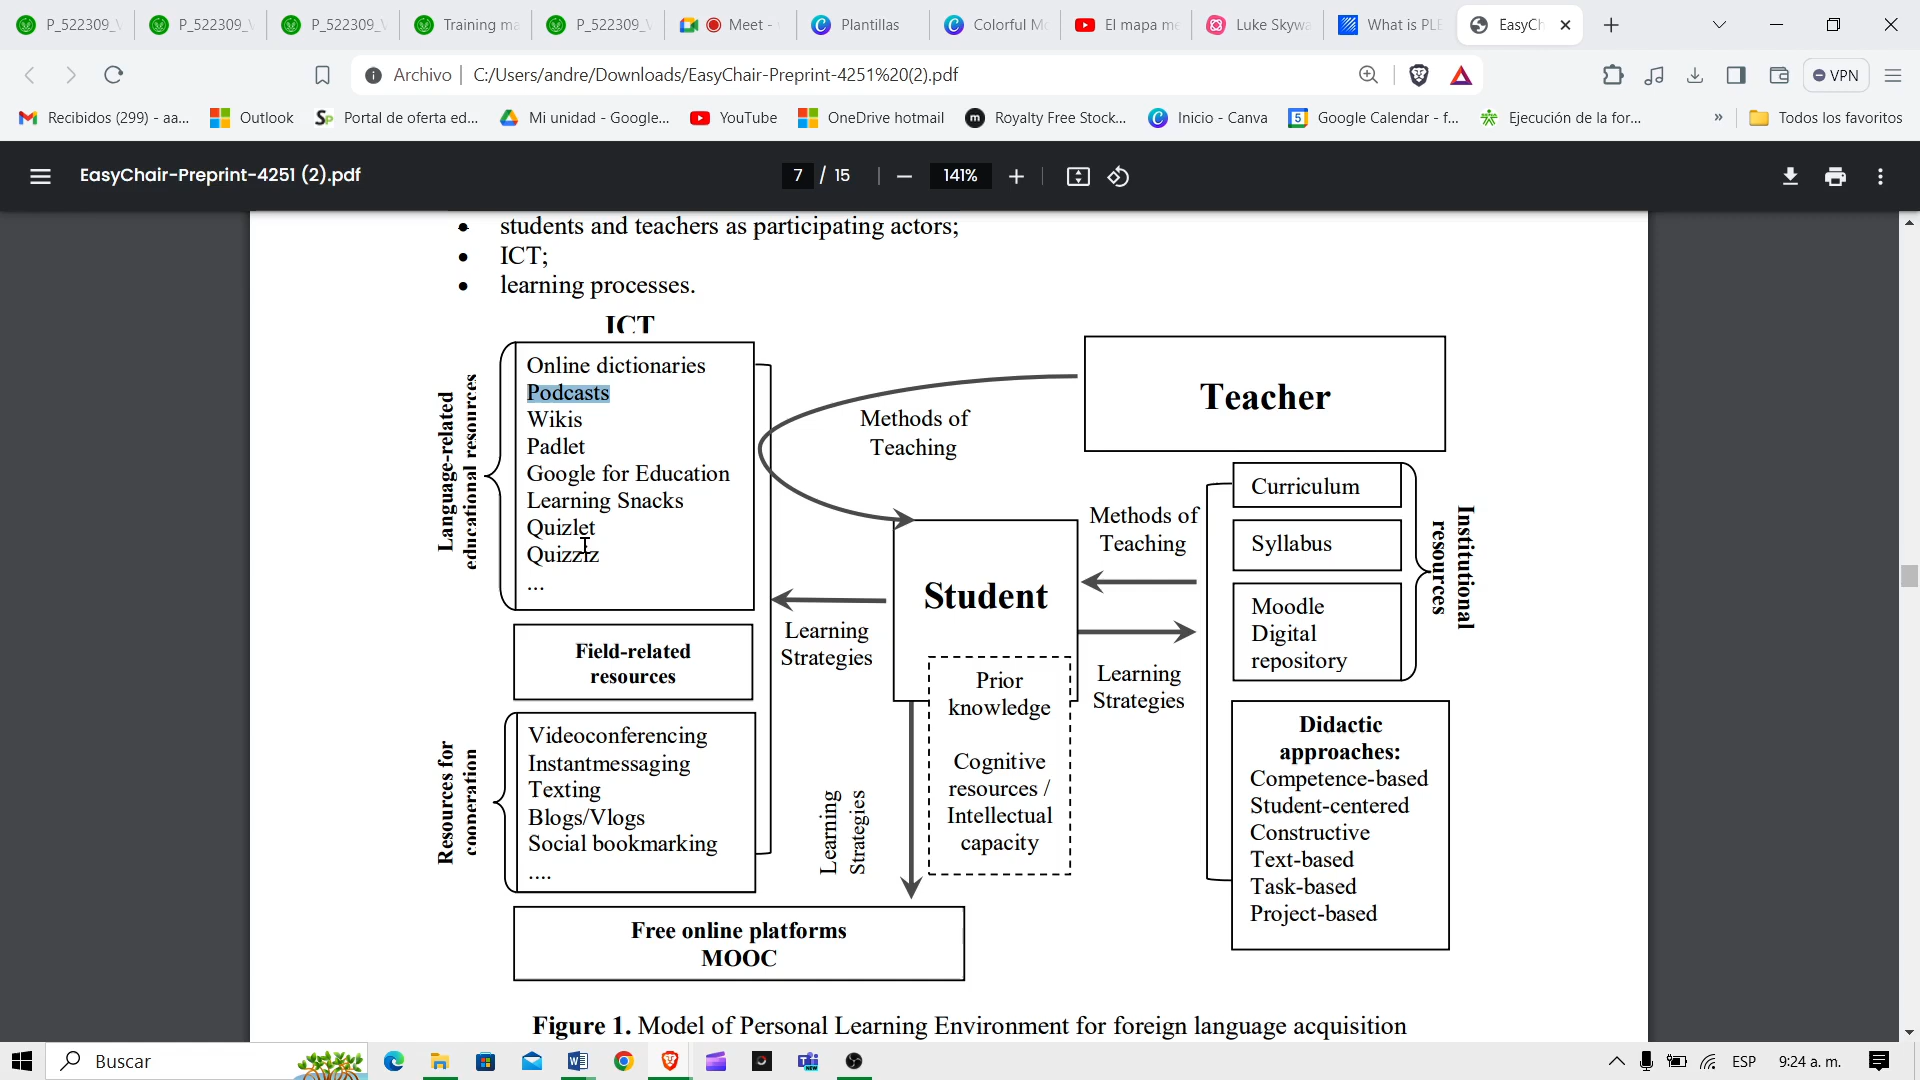 P_522309_
P_522309_
P_522309_
Training ma
P_522309_
Meet -
Plantillas
Colorful Mo
El mapa me
Luke Skywa
What is PLE
EasyCh
Archivo
C:/Users/andre/Downloads/EasyChair-Preprint-4251%20(2).pdf
VPN
Recibidos (299) - aa...
Outlook
Portal de oferta ed...
Mi unidad - Google...
YouTube
OneDrive hotmail
Royalty Free Stock...
Inicio - Canva
Google Calendar - f...
Ejecución de la for...
»
Todos los favoritos
EasyChair-Preprint-4251 (2).pdf
7 / 15
141%
• students and teachers as participating actors;
• ICT;
• learning processes.
ICT
Language-related
educational resources
Online dictionaries
Podcasts
Wikis
Padlet
Google for Education
Learning Snacks
Quizlet
Quizziz
...
Field-related
resources
Resources for
cooperation
Videoconferencing
Instantmessaging
Texting
Blogs/Vlogs
Social bookmarking
....
Free online platforms
MOOC
Methods of
Teaching
Teacher
Student
Prior
knowledge
Cognitive
resources /
Intellectual
capacity
Learning
Strategies
Learning
Strategies
Methods of
Teaching
Learning
Strategies
Curriculum
Syllabus
Moodle
Digital
repository
Institutional
resources
Didactic
approaches:
Competence-based
Student-centered
Constructive
Text-based
Task-based
Project-based
Figure 1. Model of Personal Learning Environment for foreign language acquisition
Buscar
ESP
9:24 a. m.